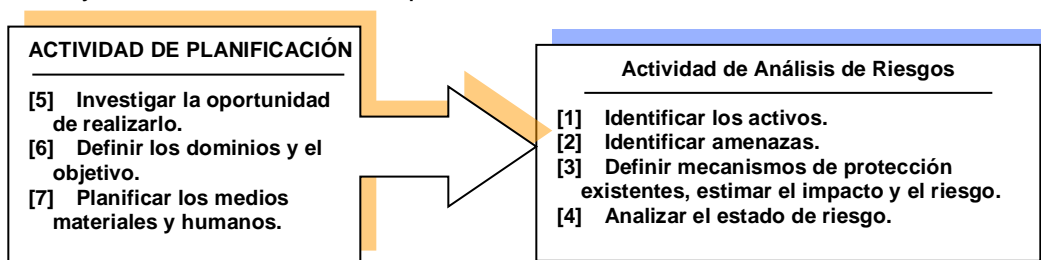 ACTIVIDAD DE PLANIFICACIÓN
[5] Investigar la oportunidad
de realizarlo.
[6] Definir los dominios y el
objetivo.
[7] Planificar los medios
materiales y humanos.
Actividad de Análisis de Riesgos
[1] Identificar los activos.
[2] Identificar amenazas.
[3] Definir mecanismos de protección
existentes, estimar el impacto y el riesgo.
[4] Analizar el estado de riesgo.